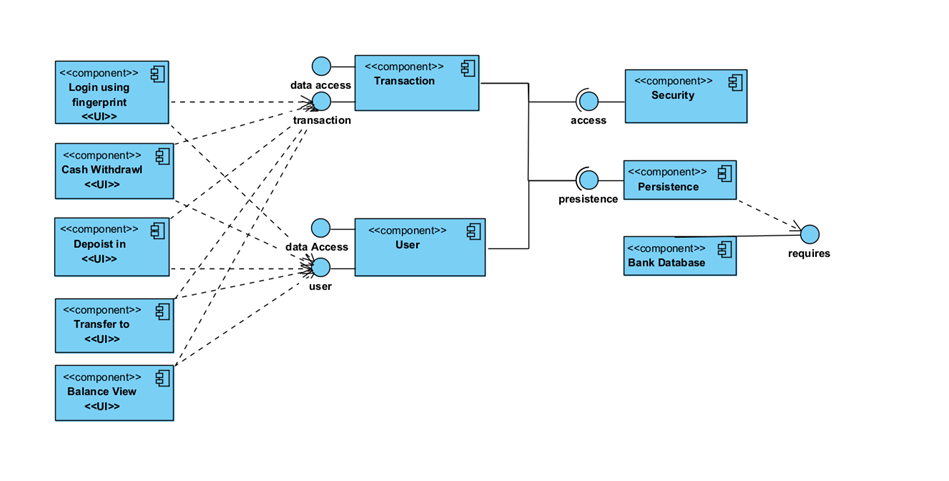 <<component>>
Login using
fingerprint
<<UI>>
<<component>>
Cash Withdrawl
<<UI>>
<<component>>
Depoist in
<<UI>>
<<component>>
Transfer to
<<UI>>
<<component>>
Balance View
<<UI>>
data access
transaction
<<component>>
Transaction
data Access
user
<<component>>
User
access
<<component>>
Security
presistence
<<component>>
Persistence
<<component>>
Bank Database
requires